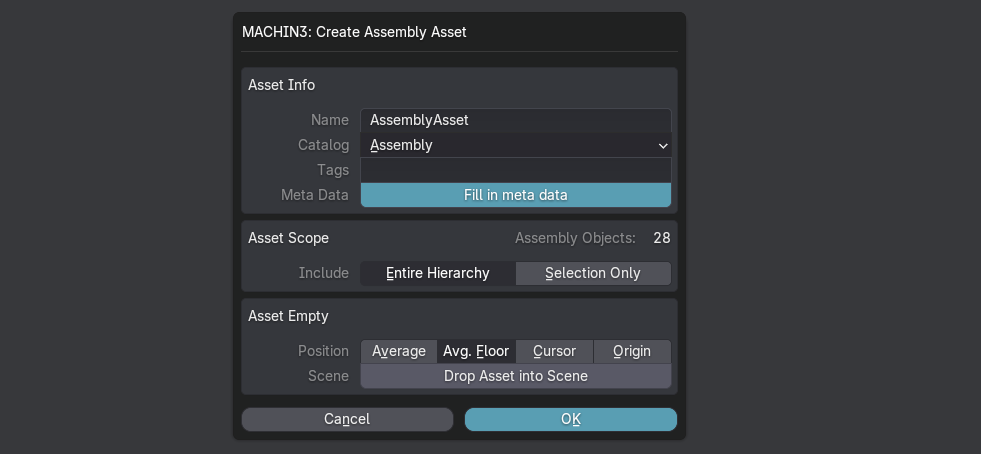 MACHIN3: Create Assembly Asset
Asset Info
Name AssemblyAsset
Catalog Assembly
Tags
Meta Data Fill in meta data
Asset Scope Assembly Objects: 28
Include Entire Hierarchy Selection Only
Asset Empty
Position Average Avg. Floor Cursor Origin
Scene Drop Asset into Scene
Cancel OK